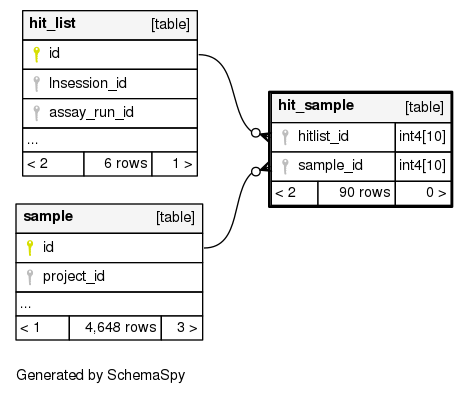 hit_list [table]
id
lnsession_id
assay_run_id
...
< 2 6 rows 1 >
hit_sample [table]
hitlist_id int4[10]
sample_id int4[10]
< 2 90 rows 0 >
sample [table]
id
project_id
...
< 1 4,648 rows 3 >
Generated by SchemaSpy